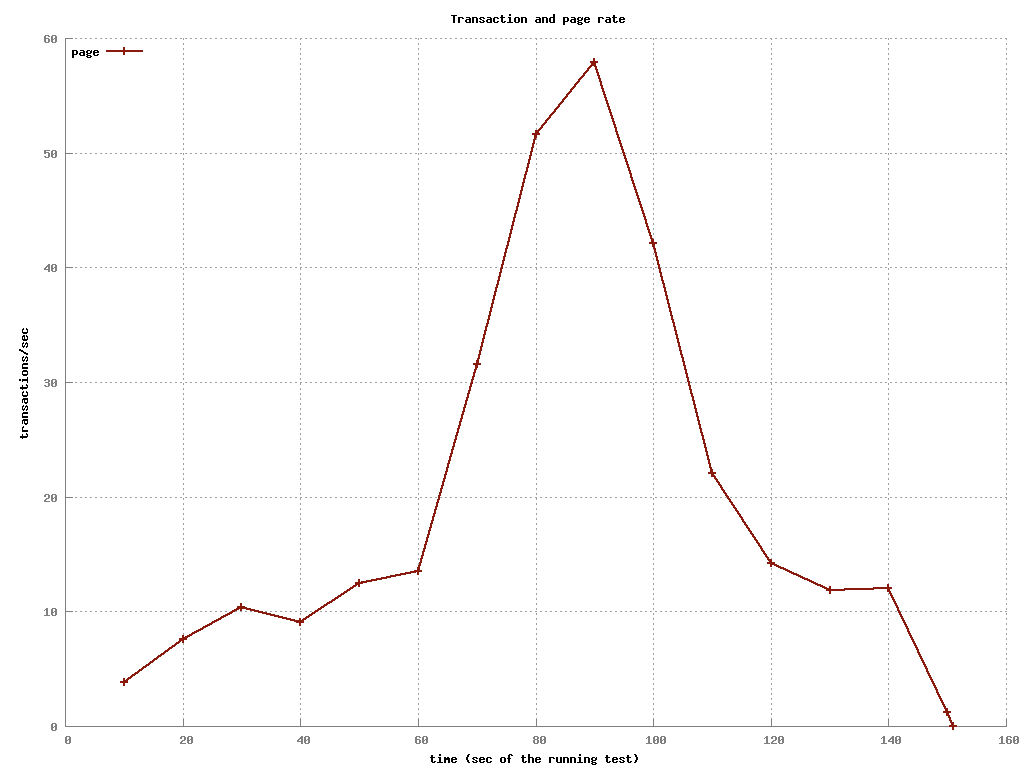 Transaction and page rate
60
page
50
40
30
20
10
0
transactions/sec
0 20 40 60 80 100 120 140 160
time (sec of the running test)